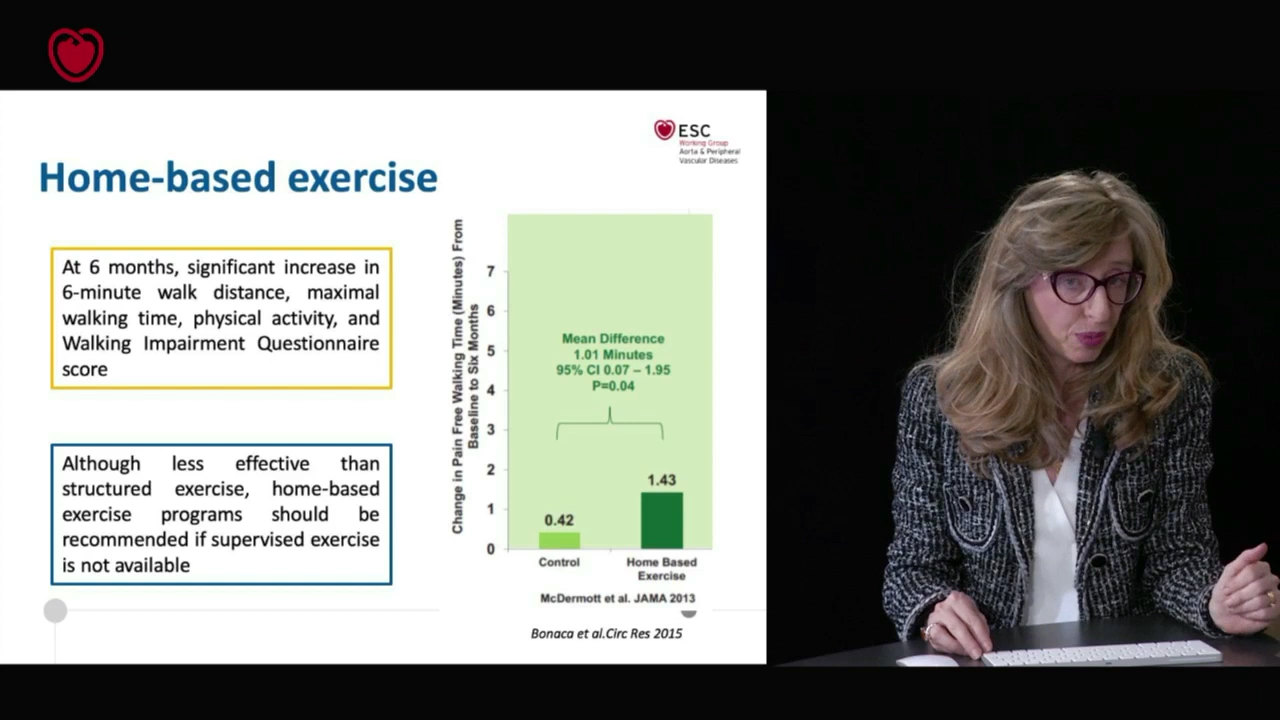 ESC
Working Group
Aorta & Peripheral
Vascular Diseases
Home-based exercise
At 6 months, significant increase in
6-minute walk distance, maximal
walking time, physical activity, and
Walking Impairment Questionnaire
score
Although less effective than
structured exercise, home-based
exercise programs should be
recommended if supervised exercise
is not available
Change in Pain Free Walking Time (Minutes) From
Baseline to Six Months
7
6
5
4
3
2
1
0
Mean Difference
1.01 Minutes
95% CI 0.07 – 1.95
P=0.04
0.42
1.43
Control
Home Based
Exercise
McDermott et al. JAMA 2013
Bonaca et al.Circ Res 2015